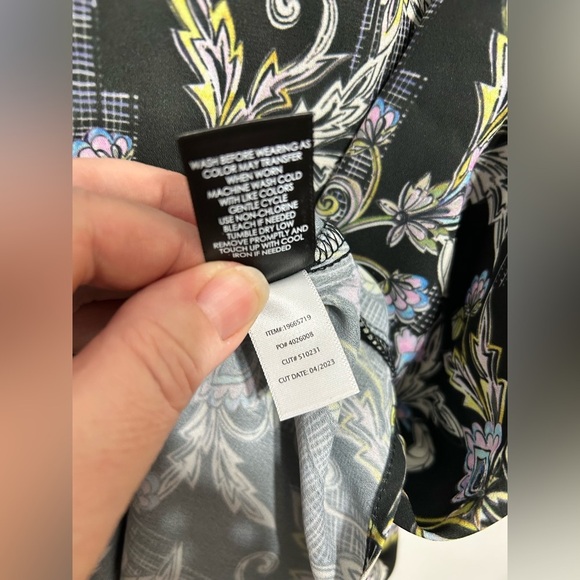 WASH BEFORE WEARING AS
COLOR MAY TRANSFER
WHEN WORN
MACHINE WASH COLD
WITH LIKE COLORS
GENTLE CYCLE
USE NON-CHLORINE
BLEACH IF NEEDED
TUMBLE DRY LOW
REMOVE PROMPTLY AND
TOUCH UP WITH COOL
IRON IF NEEDED
ITEM#:19665719
PO# 4026008
CUT# 510231
CUT DATE: 04/2023